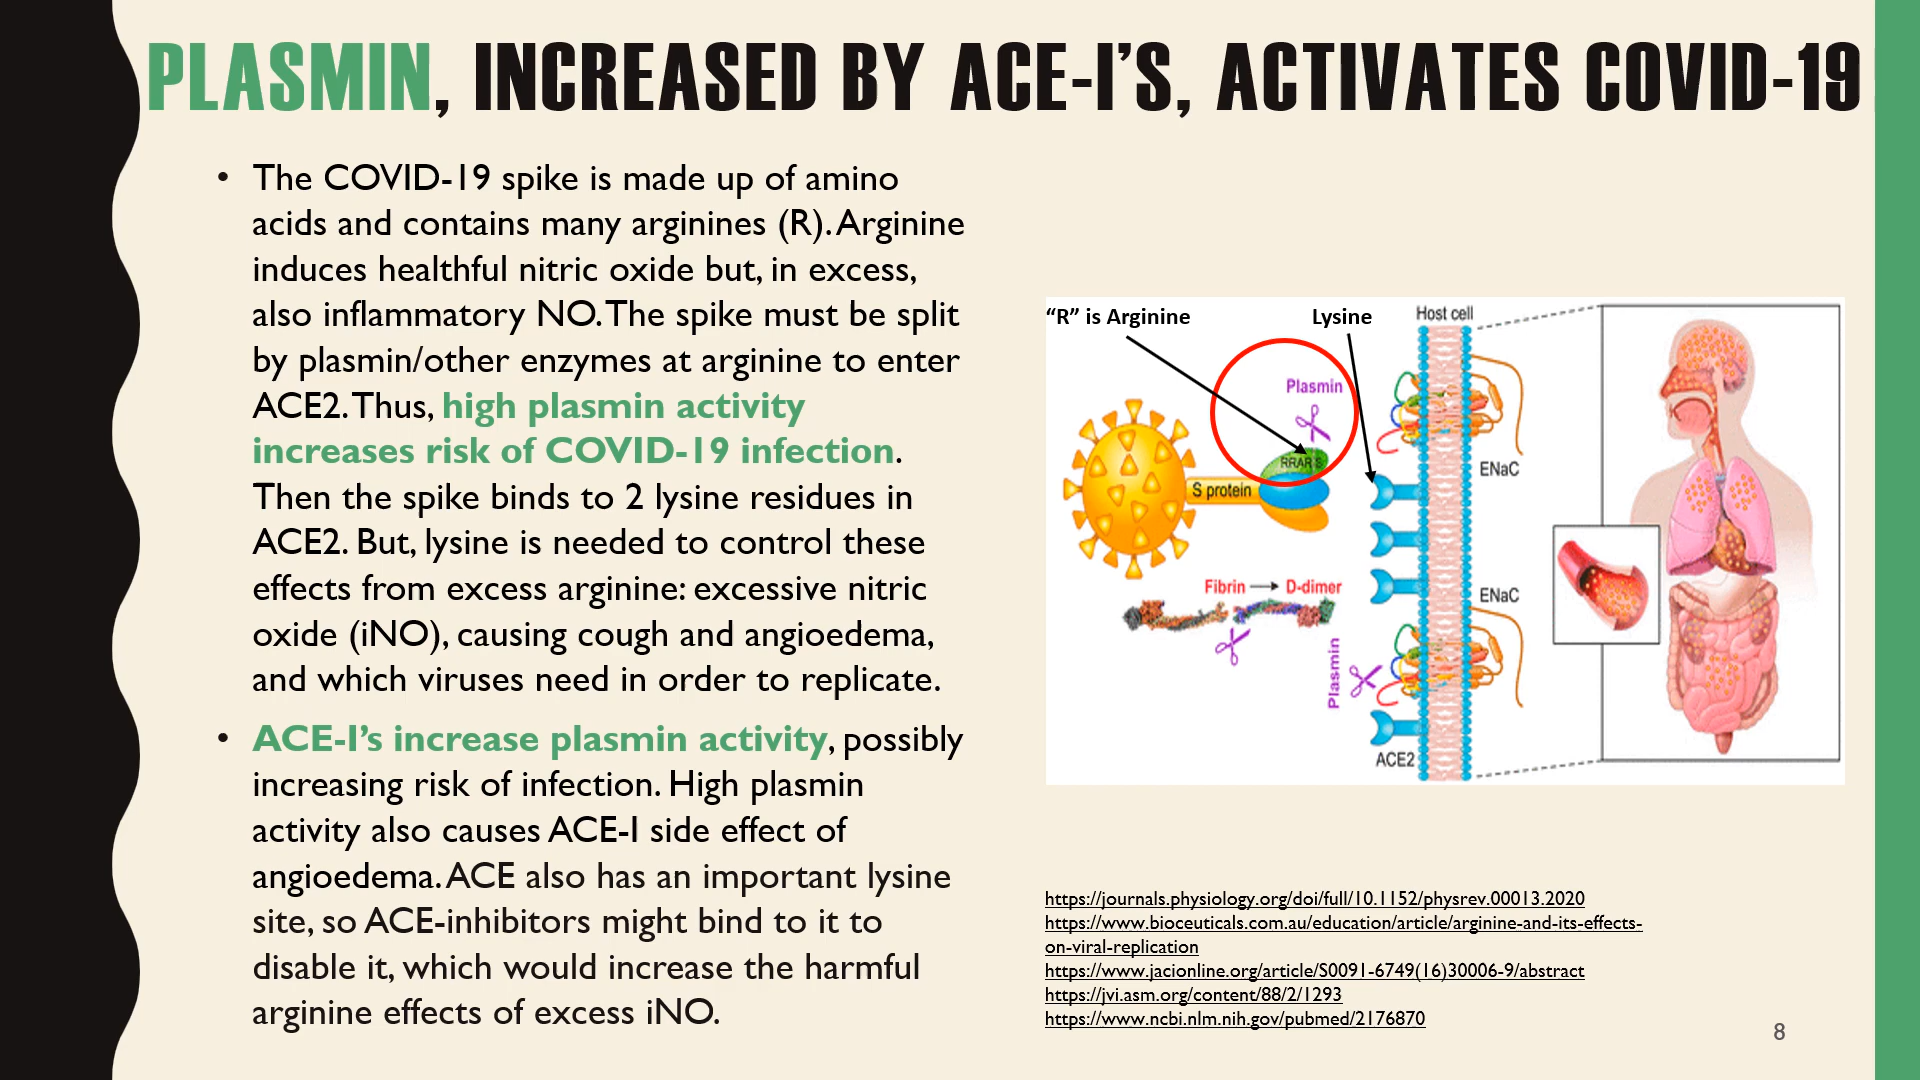 PLASMIN, INCREASED BY ACE-I’S, ACTIVATES COVID-19
• The COVID-19 spike is made up of amino
acids and contains many arginines (R). Arginine
induces healthful nitric oxide but, in excess,
also inflammatory NO. The spike must be split
by plasmin/other enzymes at arginine to enter
ACE2. Thus, high plasmin activity
increases risk of COVID-19 infection.
Then the spike binds to 2 lysine residues in
ACE2. But, lysine is needed to control these
effects from excess arginine: excessive nitric
oxide (iNO), causing cough and angioedema,
and which viruses need in order to replicate.
• ACE-I’s increase plasmin activity, possibly
increasing risk of infection. High plasmin
activity also causes ACE-I side effect of
angioedema. ACE also has an important lysine
site, so ACE-inhibitors might bind to it to
disable it, which would increase the harmful
arginine effects of excess iNO.
“R” is Arginine
Lysine
Host cell
Plasmin
RRAR'S
S protein
ENaC
Fibrin → D-dimer
ENaC
Plasmin
ACE2
https://journals.physiology.org/doi/full/10.1152/physrev.00013.2020
https://www.bioceuticals.com.au/education/article/arginine-and-its-effects-
on-viral-replication
https://www.jacionline.org/article/S0091-6749(16)30006-9/abstract
https://jvi.asm.org/content/88/2/1293
https://www.ncbi.nlm.nih.gov/pubmed/2176870
8